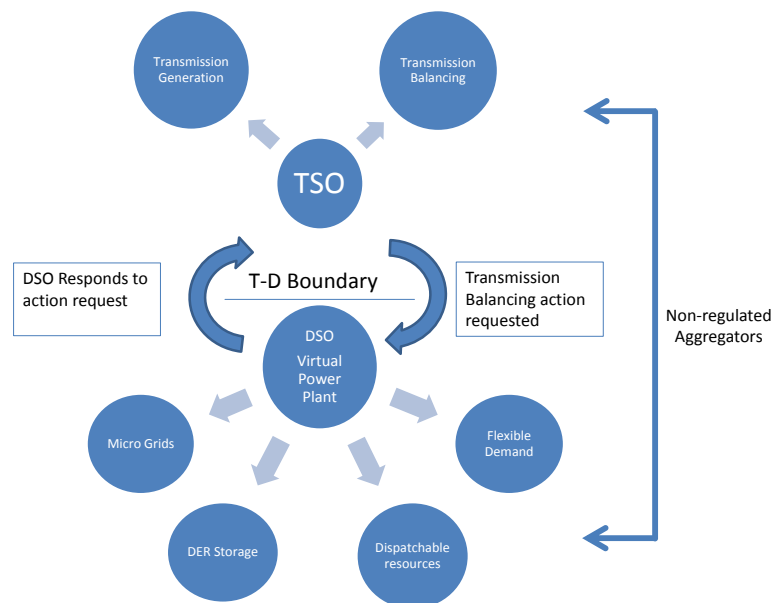 Transmission
Generation
Transmission
Balancing
TSO
DSO Responds to
action request
T-D Boundary
Transmission
Balancing action
requested
Non-regulated
Aggregators
DSO
Virtual
Power
Plant
Micro Grids
Flexible
Demand
DER Storage
Dispatchable
resources